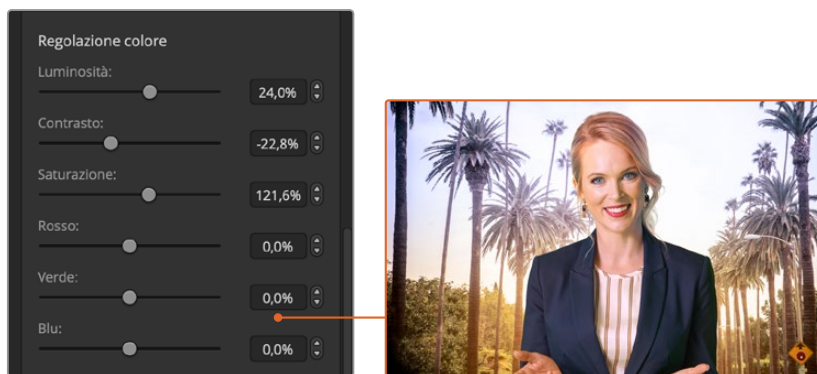 Regolazione colore
Luminosità:
24,0%
Contrasto:
-22,8%
Saturazione:
121,6%
Rosso:
0,0%
Verde:
0,0%
Blu:
0,0%